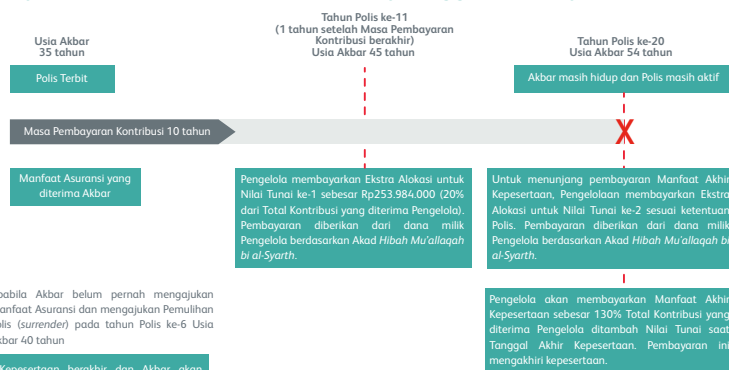 Usia Akbar
35 tahun
Polis Terbit
Tahun Polis ke-11
(1 tahun setelah Masa Pembayaran
Kontribusi berakhir)
Usia Akbar 45 tahun
Tahun Polis ke-20
Usia Akbar 54 tahun
Akbar masih hidup dan Polis masih aktif
Masa Pembayaran Kontribusi 10 tahun
X
Manfaat Asuransi yang
diterima Akbar
Pengelola membayarkan Ekstra Alokasi untuk
Nilai Tunai ke-1 sebesar Rp253.984.000 (20%
dari Total Kontribusi yang diterima Pengelola).
Pembayaran diberikan dari dana milik
Pengelola berdasarkan Akad Hibah Mu'allaqah
bi al-Syarth.
Untuk menunjang pembayaran Manfaat Akhir
Kepesertaan, Pengelolaan membayarkan Ekstra
Alokasi untuk Nilai Tunai ke-2 sesuai ketentuan
Polis. Pembayaran diberikan dari dana milik
Pengelola berdasarkan Akad Hibah Mu'allaqah bi
al-Syarth.
Pengelola akan membayarkan Manfaat Akhir
Kepesertaan sebesar 130% Total Kontribusi yang
diterima Pengelola ditambah Nilai Tunai saat
Tanggal Akhir Kepesertaan. Pembayaran ini
mengakhiri kepesertaan.
Akbar belum pernah mengajukan
Asuransi dan mengajukan Pemulihan
(surrender) pada tahun Polis ke-6 Usia
40 tahun
Kepesertaan berakhir dan Akbar akan